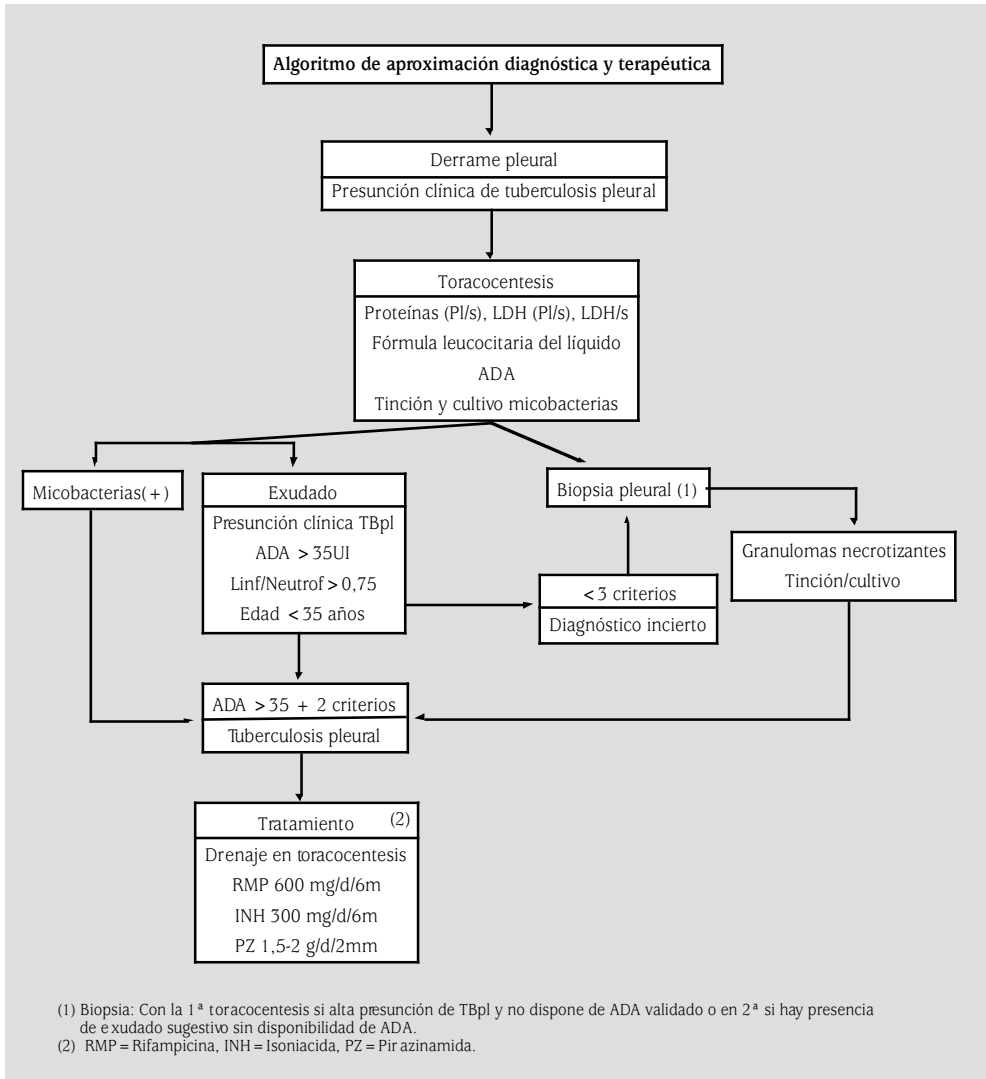 Algoritmo de aproximación diagnóstica y terapéutica
Derrame pleural
Presunción clínica de tuberculosis pleural
Toracocentesis
Proteínas (Pl/s), LDH (Pl/s), LDH/s
Fórmula leucocitaria del líquido
ADA
Tinción y cultivo micobacterias
Micobacterias(+)
Exudado
Presunción clínica TBpl
ADA > 35UI
Linf/Neutrof > 0,75
Edad < 35 años
Biopsia pleural (1)
<3 criterios
Diagnóstico incierto
Granulomas necrotizantes
Tinción/cultivo
ADA > 35 + 2 criterios
Tuberculosis pleural
Tratamiento (2)
Drenaje en toracocentesis
RMP 600 mg/d/6m
INH 300 mg/d/6m
PZ 1,5-2 g/d/2mm
(1) Biopsia: Con la 1ª toracocentesis si alta presunción de TBpl y no dispone de ADA validado o en 2ª si hay presencia
de exudado sugestivo sin disponibilidad de ADA.
(2) RMP = Rifampicina, INH = Isoniacida, PZ = Pirazinamida.